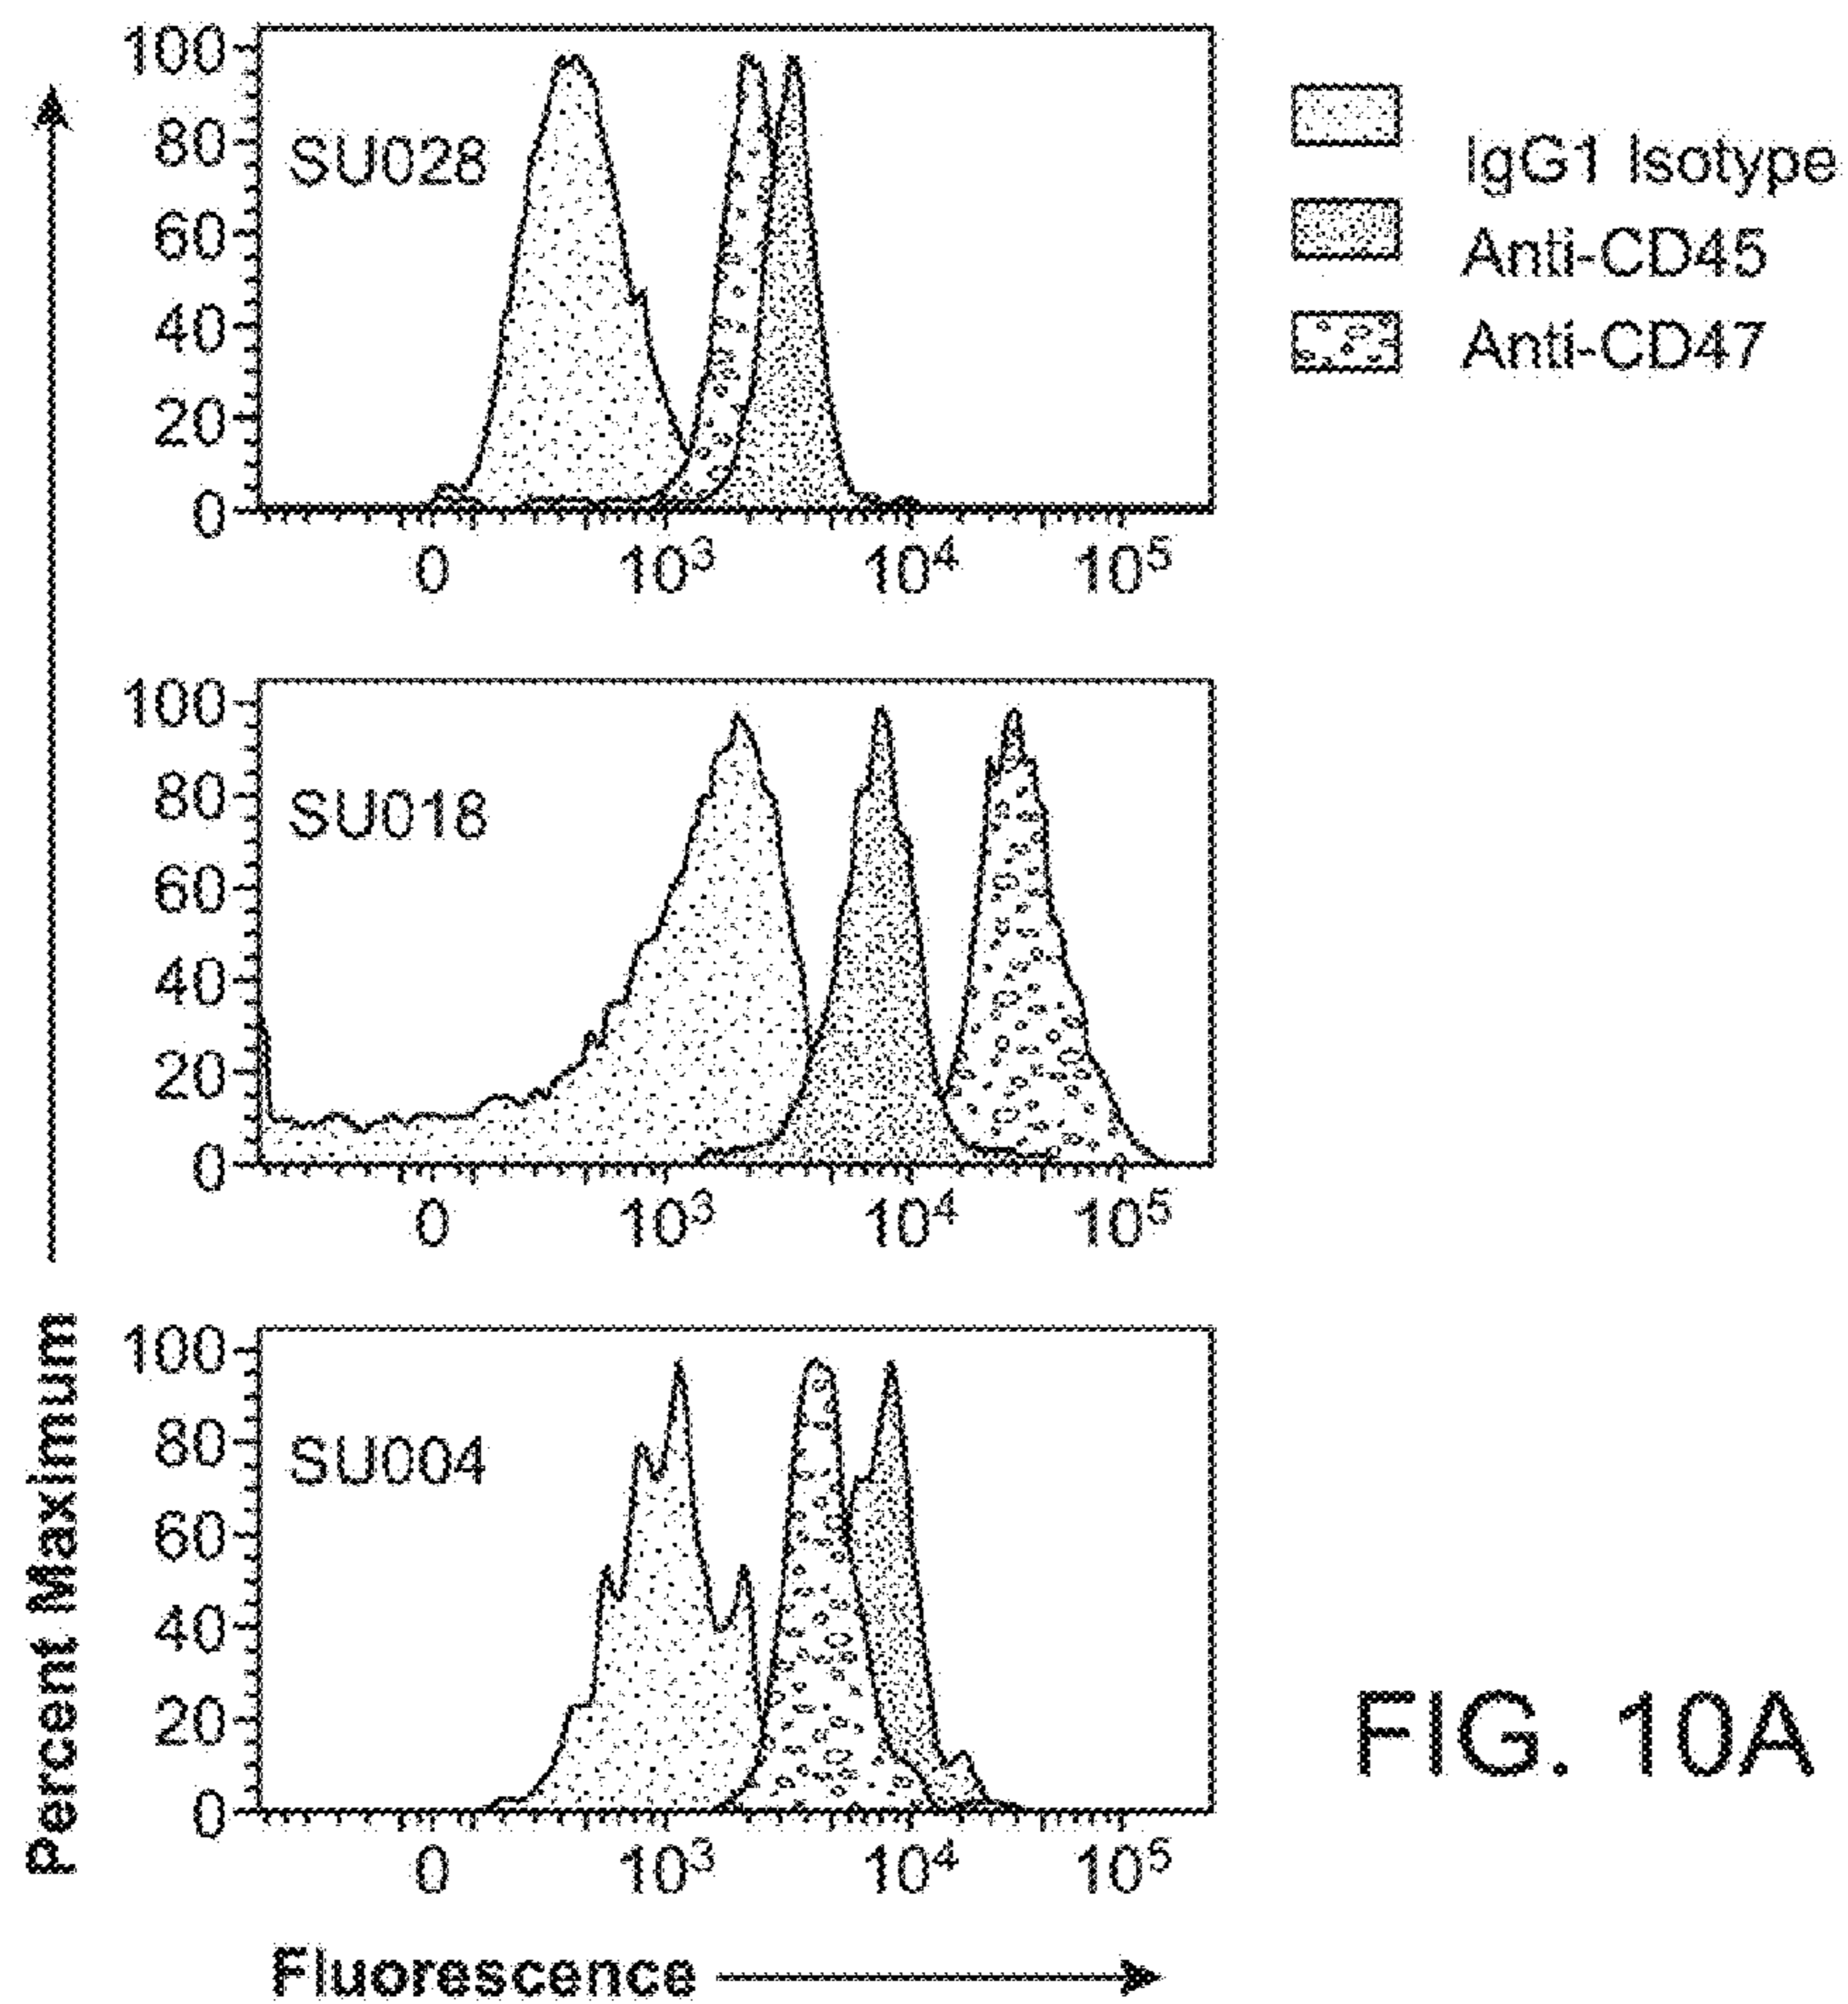 100
80
60
40
20
0
SU028
0 10³ 10⁴ 10⁵
IgG1 Isotype
Anti-CD45
Anti-CD47
100
80
60
40
20
0
SU018
0 10³ 10⁴ 10⁵
100
80
60
40
20
0
SU004
0 10³ 10⁴ 10⁵
Percent Maximum
Fluorescence
FIG. 10A